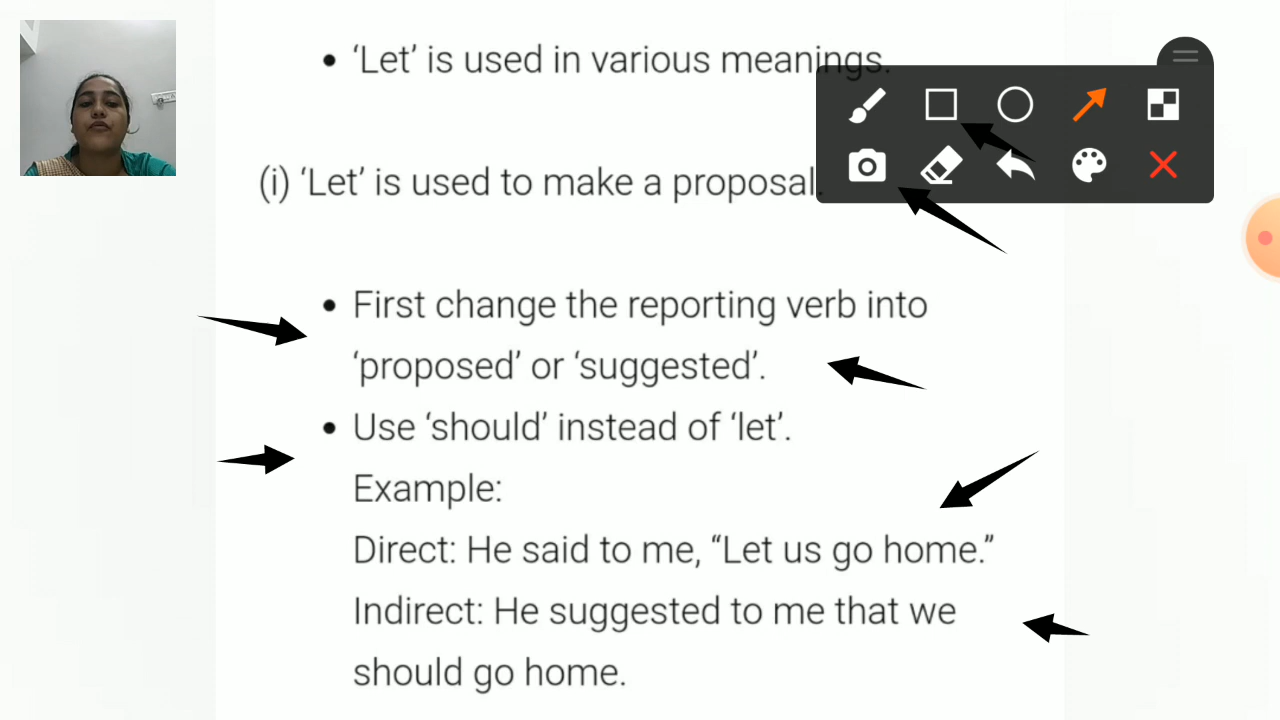 • ‘Let’ is used in various meanings.
(i) ‘Let’ is used to make a proposal.
• First change the reporting verb into
‘proposed’ or ‘suggested’.
• Use ‘should’ instead of ‘let’.
Example:
Direct: He said to me, “Let us go home.”
Indirect: He suggested to me that we
should go home.